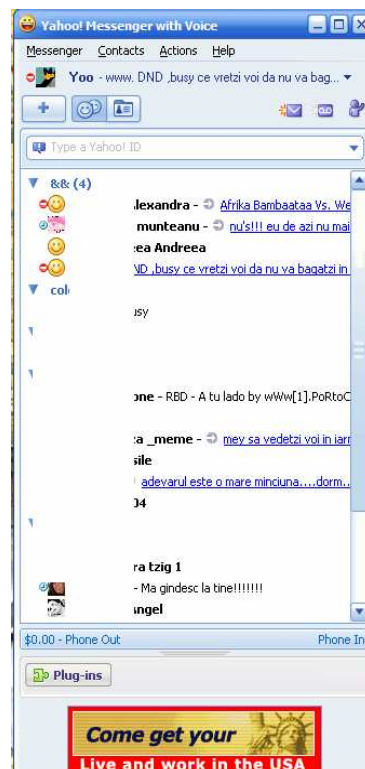 Yahoo! Messenger with Voice
Messenger Contacts Actions Help
Yoo - www. DND ,busy ce vretzi voi da nu va bag...
Type a Yahoo! ID
&& (4)
lexandra - Afrika Bambaataa Vs. We
munteanu - nu's!!! eu de azi nu mai
ea Andreea
ND ,busy ce vretzi voi da nu va bagatzi in
col
usy
one - RBD - A tu lado by wWw[1].PoRtoC
a _meme - mey sa vedetzi voi in iarr
sile
adevarul este o mare minciuna....dorm..
04
ra tzig 1
- Ma gindesc la tine!!!!!!!
ngel
$0.00 - Phone Out Phone In
Plug-ins
Come get your
Live and work in the USA